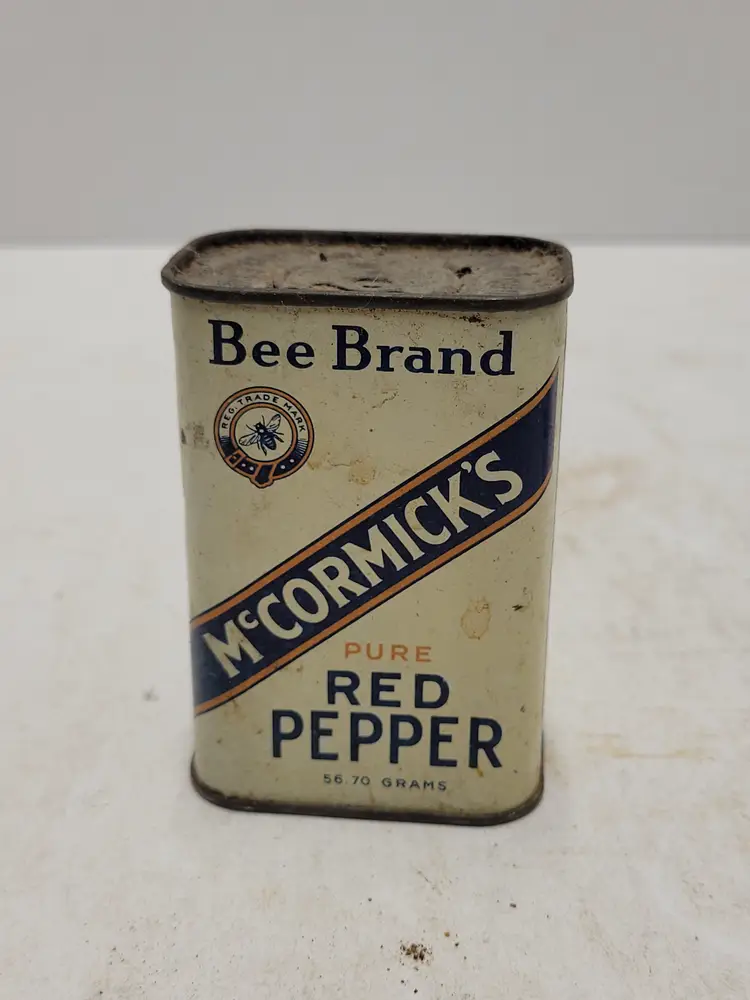 Bee Brand
REG. TRADE MARK
McCORMICK'S
PURE
RED
PEPPER
56.70 GRAMS